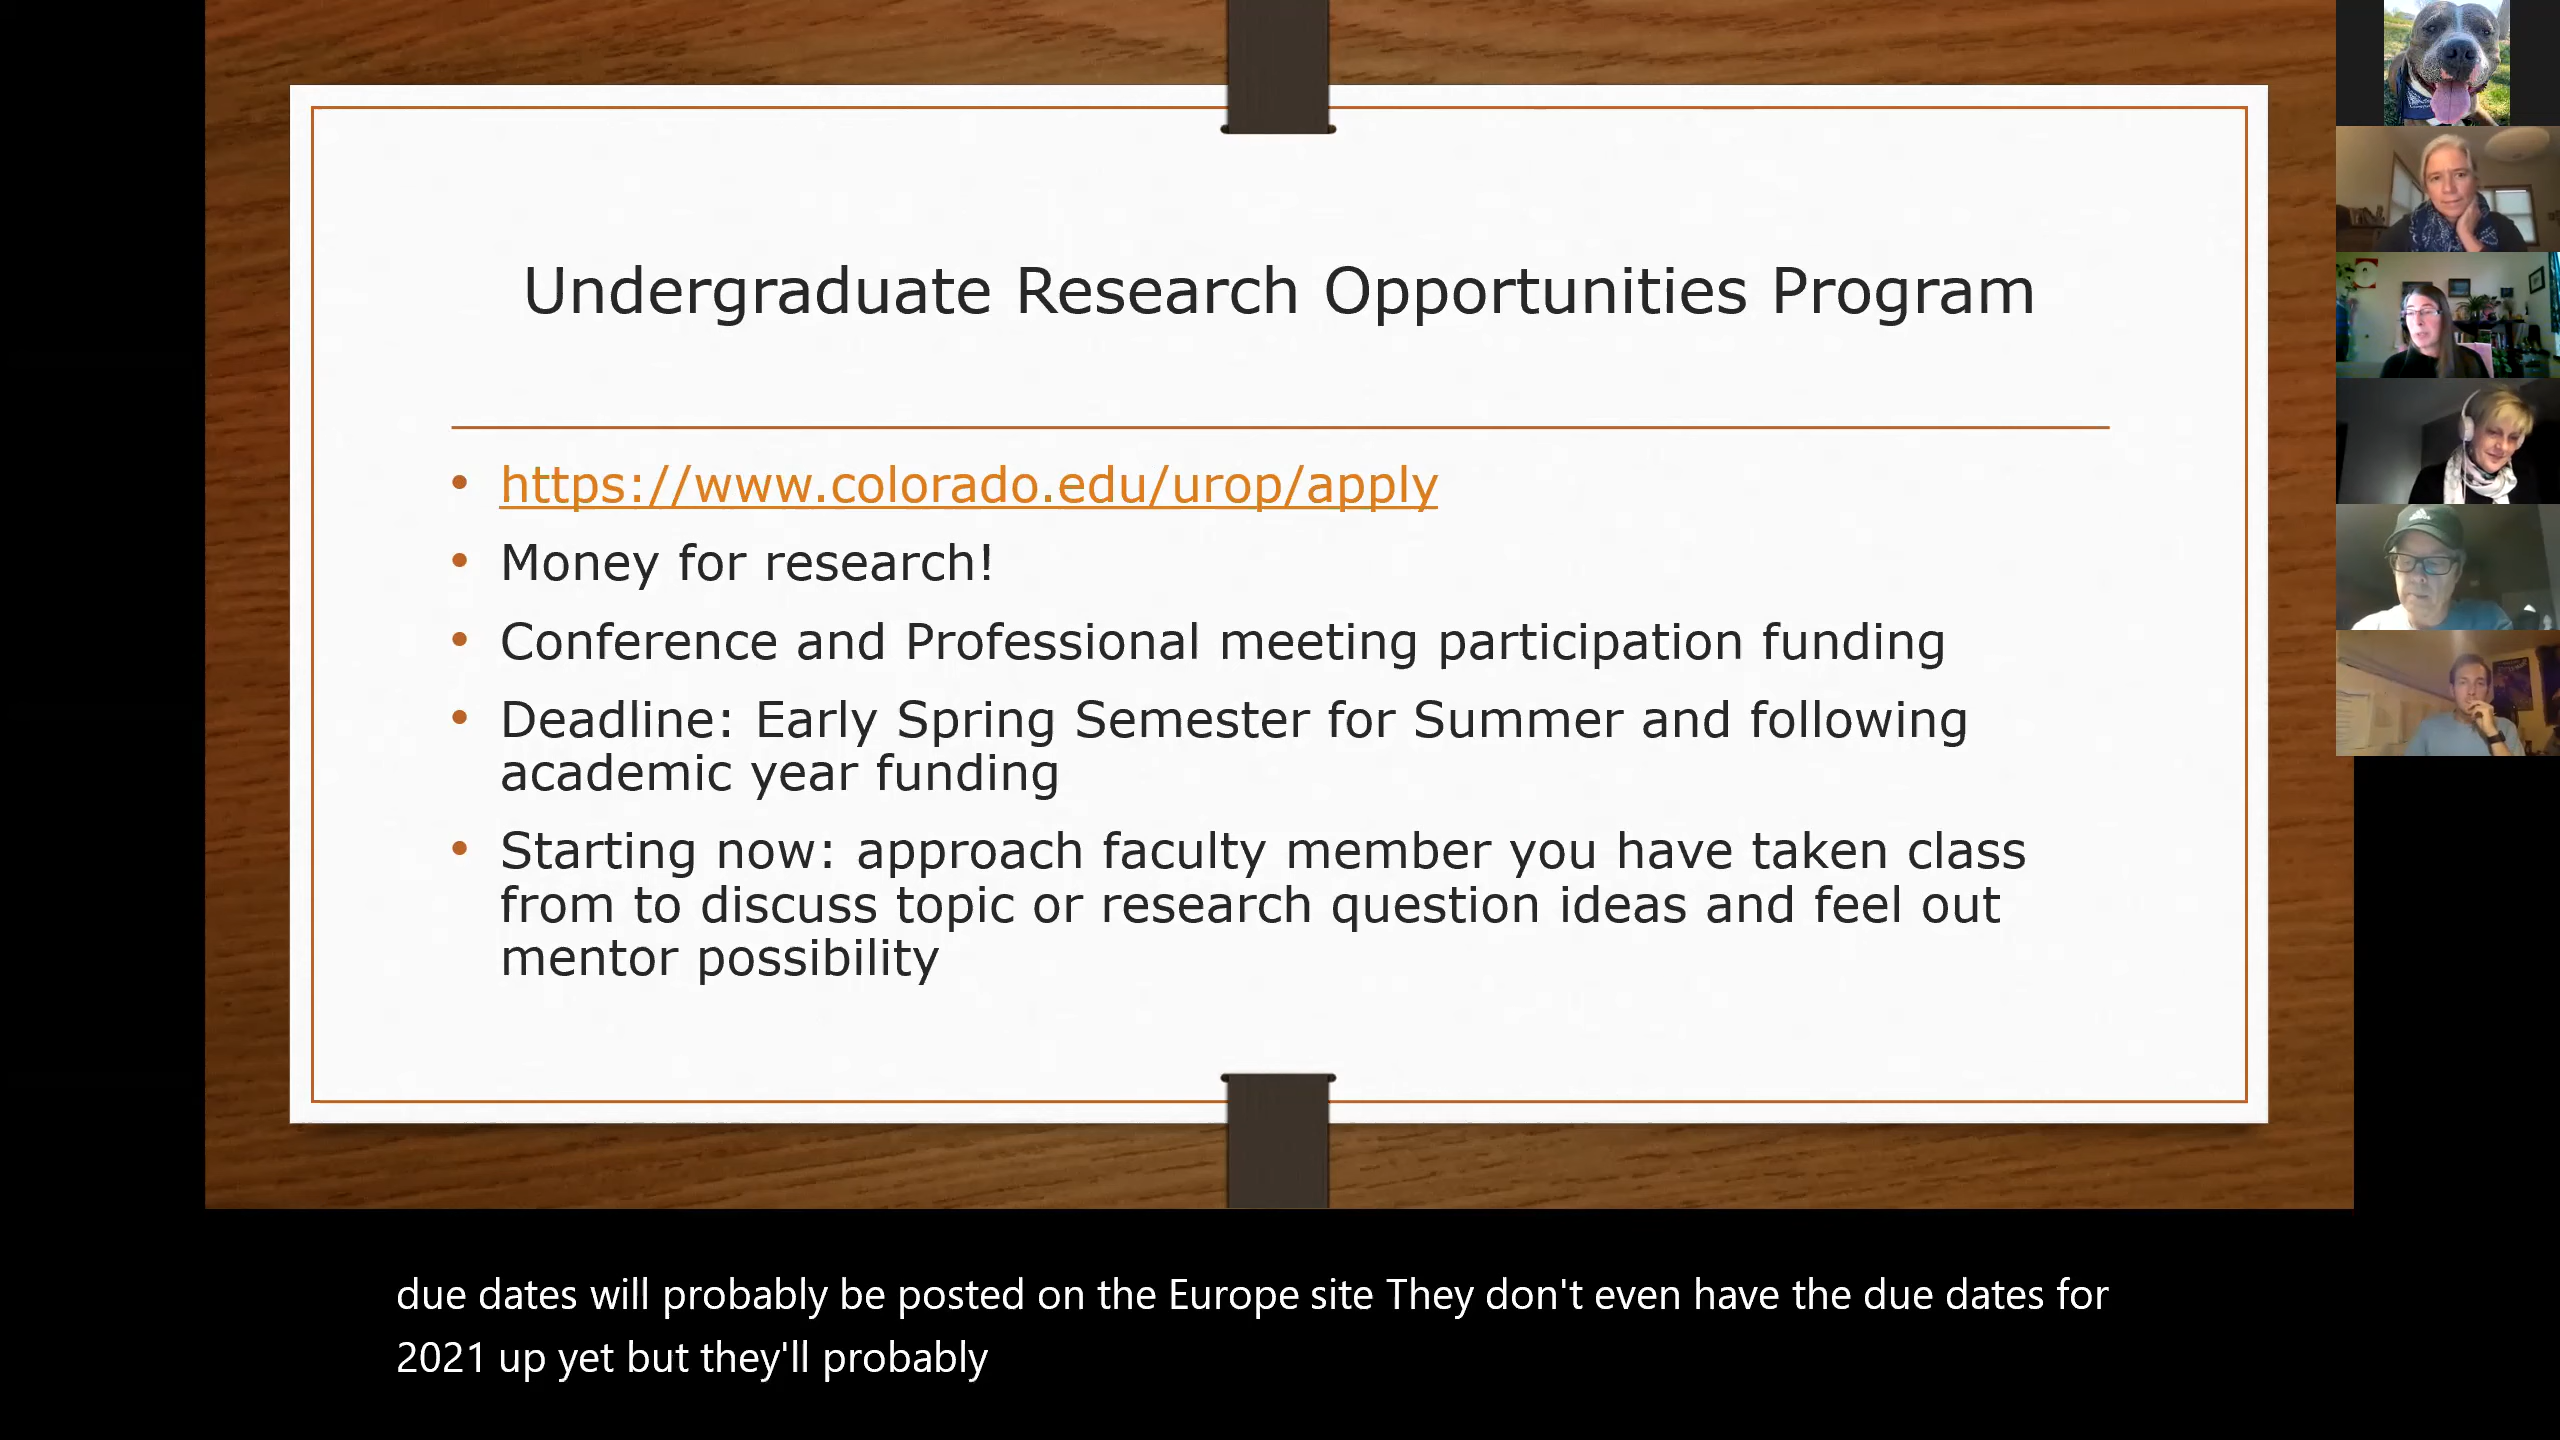 Undergraduate Research Opportunities Program
• https://www.colorado.edu/urop/apply
• Money for research!
• Conference and Professional meeting participation funding
• Deadline: Early Spring Semester for Summer and following
academic year funding
• Starting now: approach faculty member you have taken class
from to discuss topic or research question ideas and feel out
mentor possibility
due dates will probably be posted on the Europe site They don't even have the due dates for
2021 up yet but they'll probably